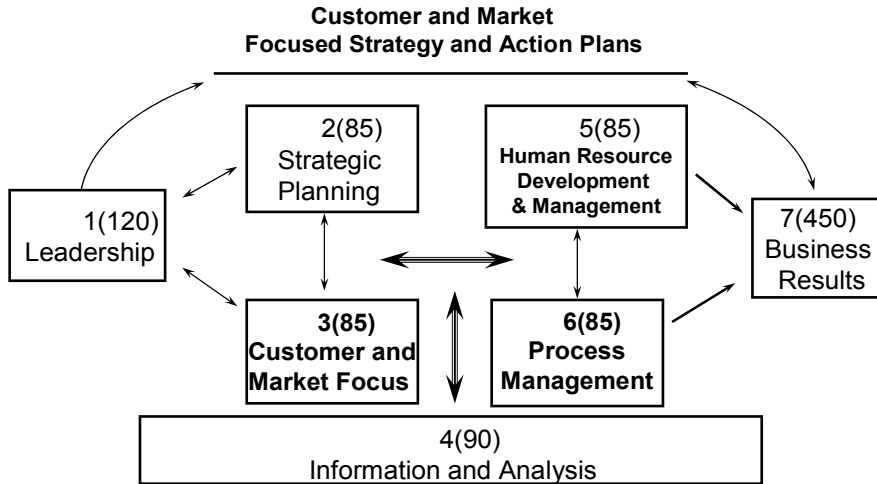 Customer and Market
Focused Strategy and Action Plans
2(85)
Strategic
Planning
5(85)
Human Resource
Development
& Management
1(120)
Leadership
7(450)
Business
Results
3(85)
Customer and
Market Focus
6(85)
Process
Management
4(90)
Information and Analysis